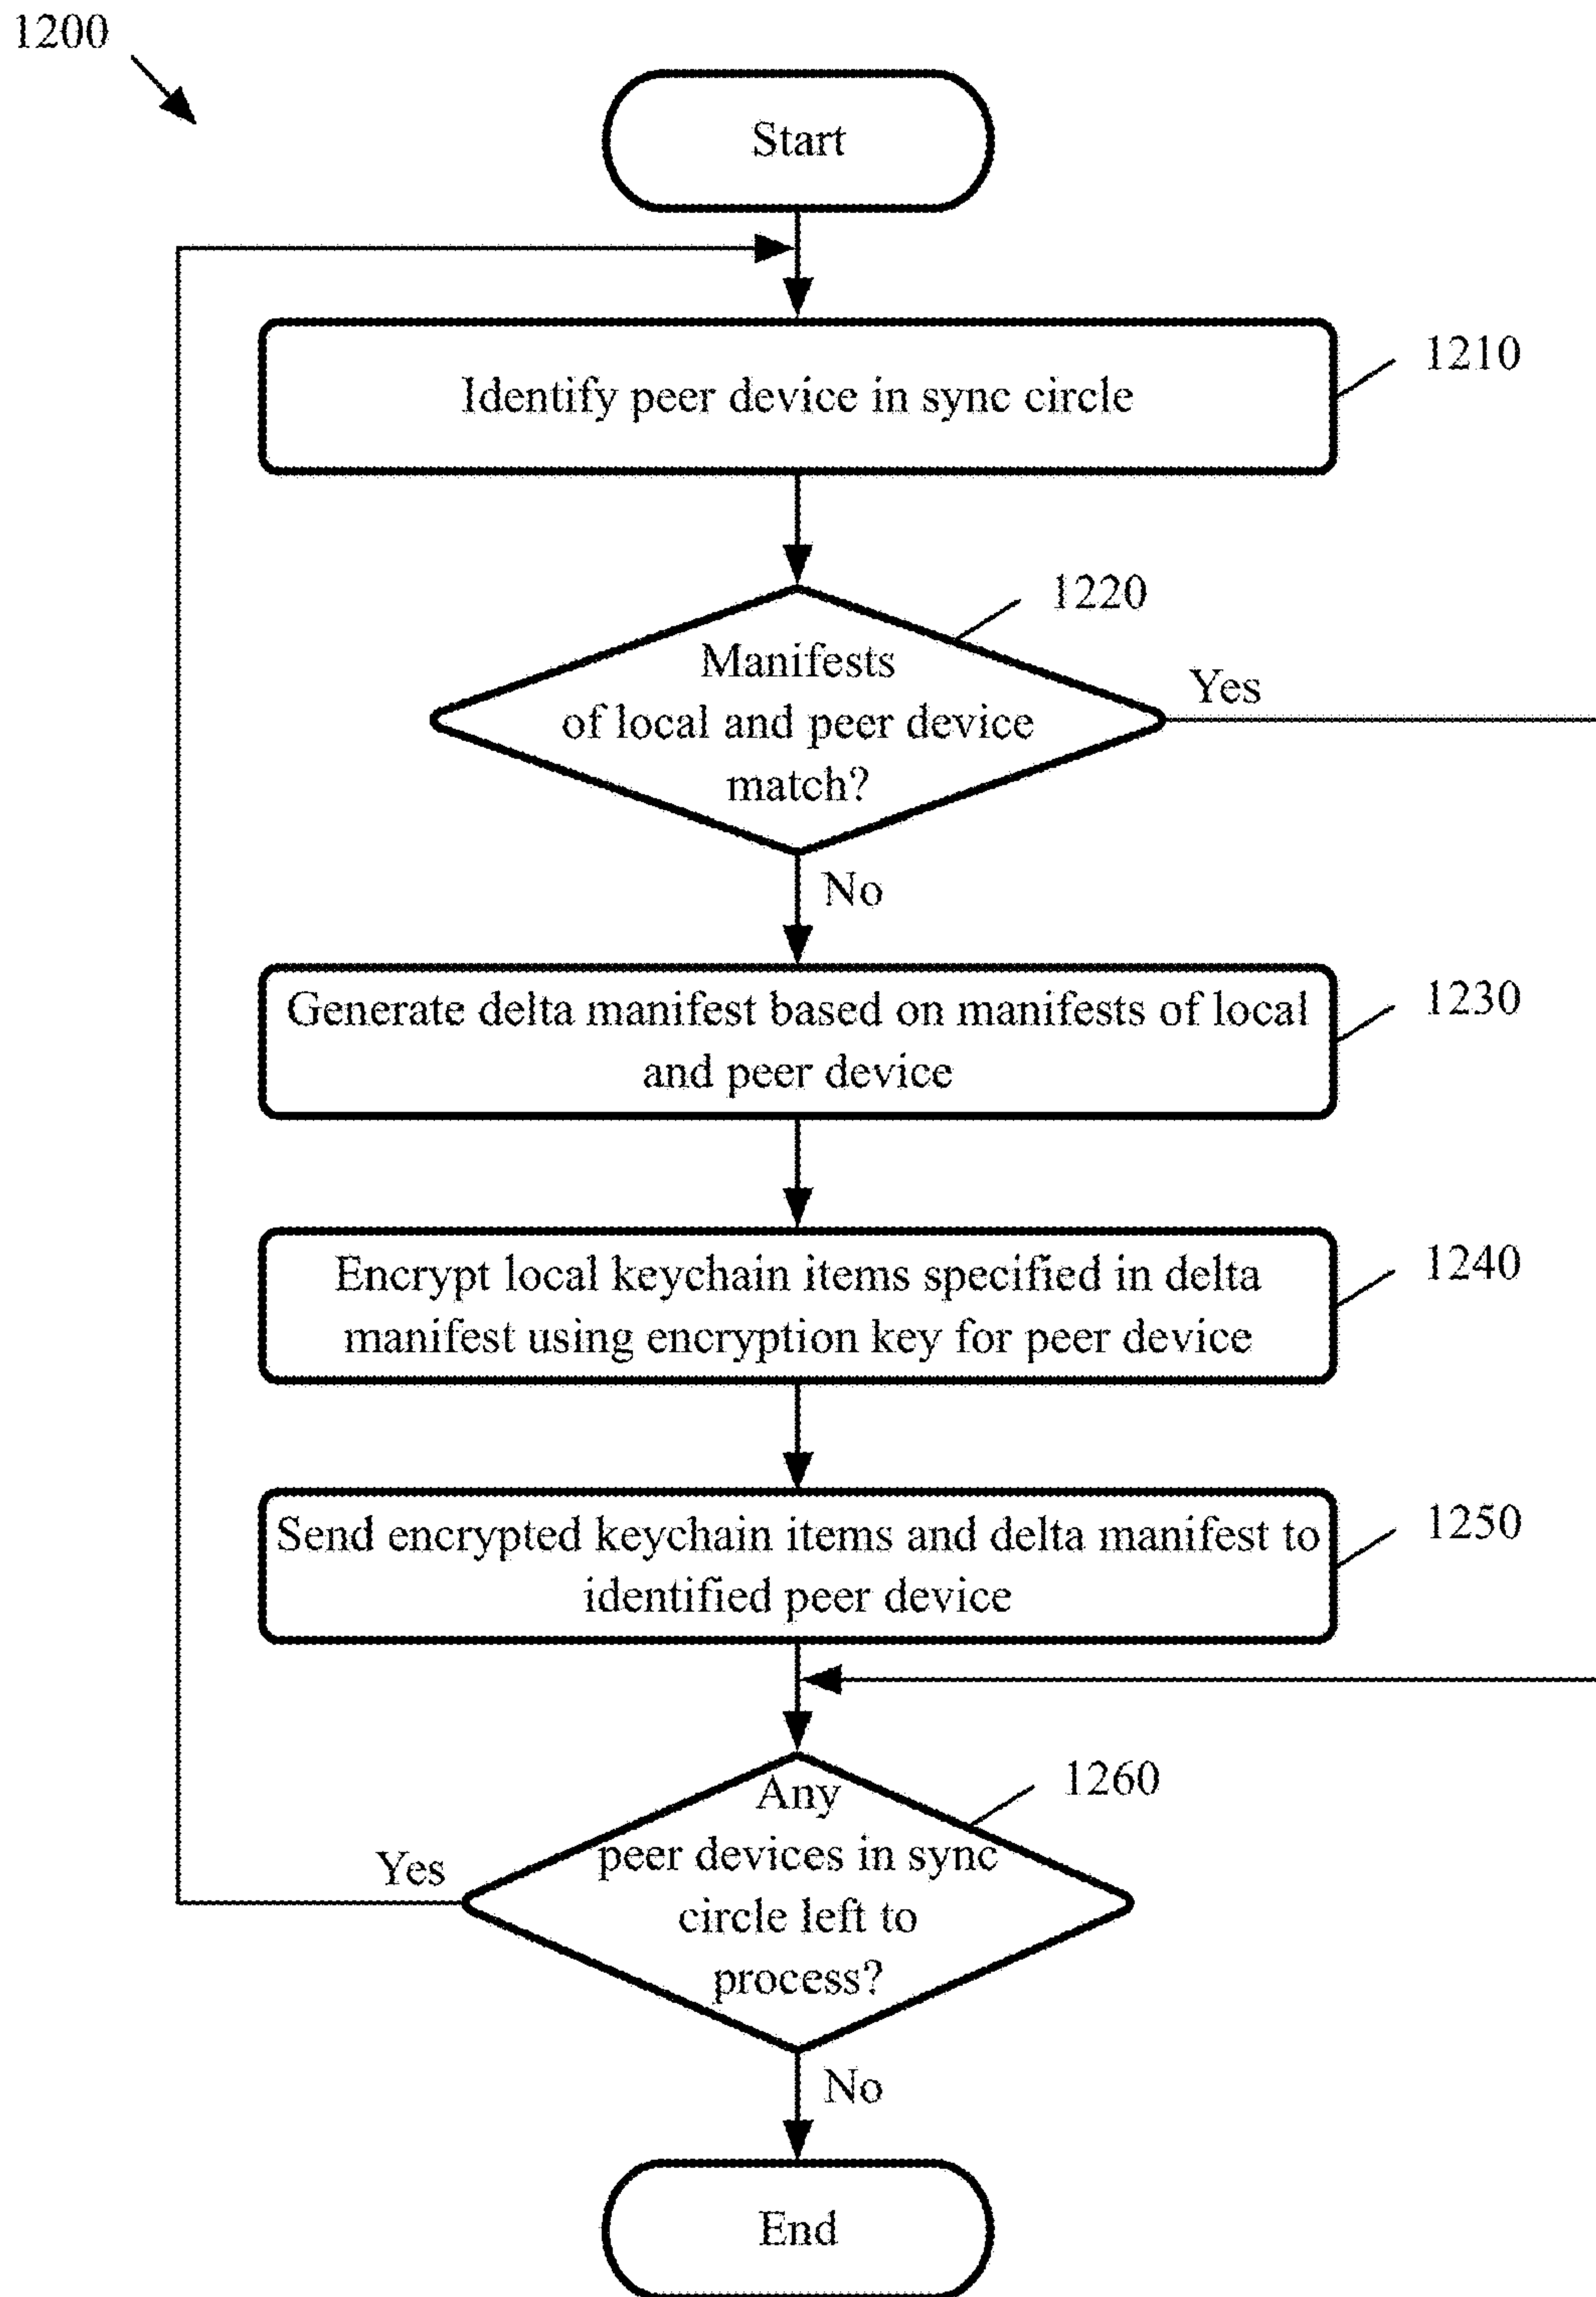 1200
Start
Identify peer device in sync circle
1210
1220
Manifests
of local and peer device
match?
Yes
No
Generate delta manifest based on manifests of local
and peer device
1230
Encrypt local keychain items specified in delta
manifest using encryption key for peer device
1240
Send encrypted keychain items and delta manifest to
identified peer device
1250
1260
Any
peer devices in sync
circle left to
process?
Yes
No
End